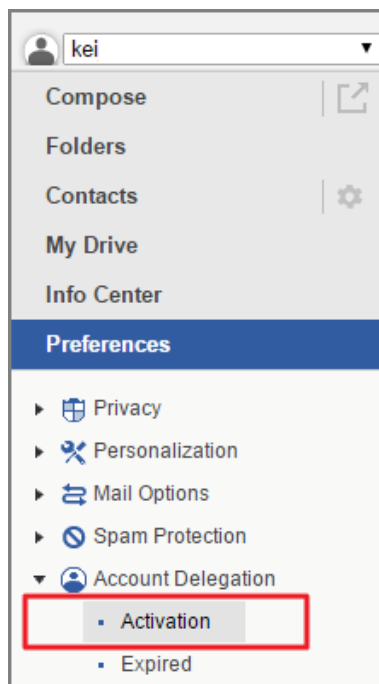 kei
Compose
Folders
Contacts
My Drive
Info Center
Preferences
Privacy
Personalization
Mail Options
Spam Protection
Account Delegation
Activation
Expired